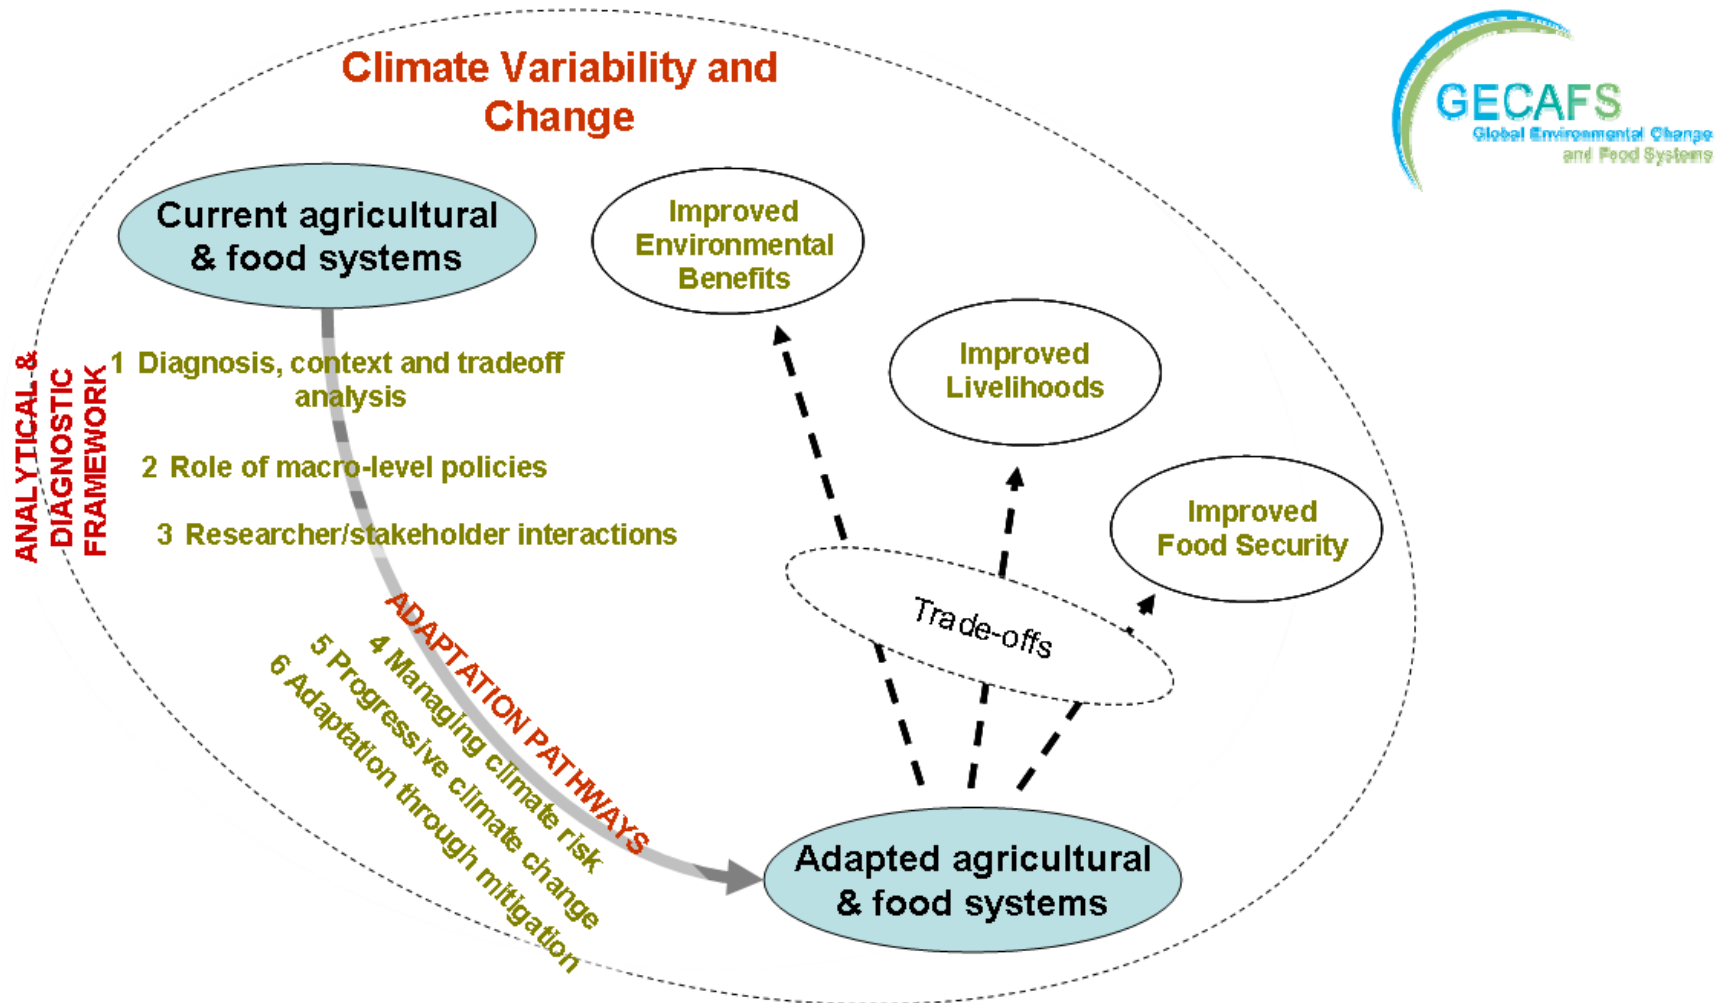 Climate Variability and
Change
GECAFS
Global Environmental Change
and Food Systems
Current agricultural
& food systems
Improved
Environmental
Benefits
Improved
Livelihoods
Improved
Food Security
ANALYTICAL &
DIAGNOSTIC
FRAMEWORK
1 Diagnosis, context and tradeoff
analysis
2 Role of macro-level policies
3 Researcher/stakeholder interactions
ADAPTATION PATHWAYS
4 Managing climate risk
5 Progressive climate change
6 Adaptation through mitigation
Trade-offs
Adapted agricultural
& food systems